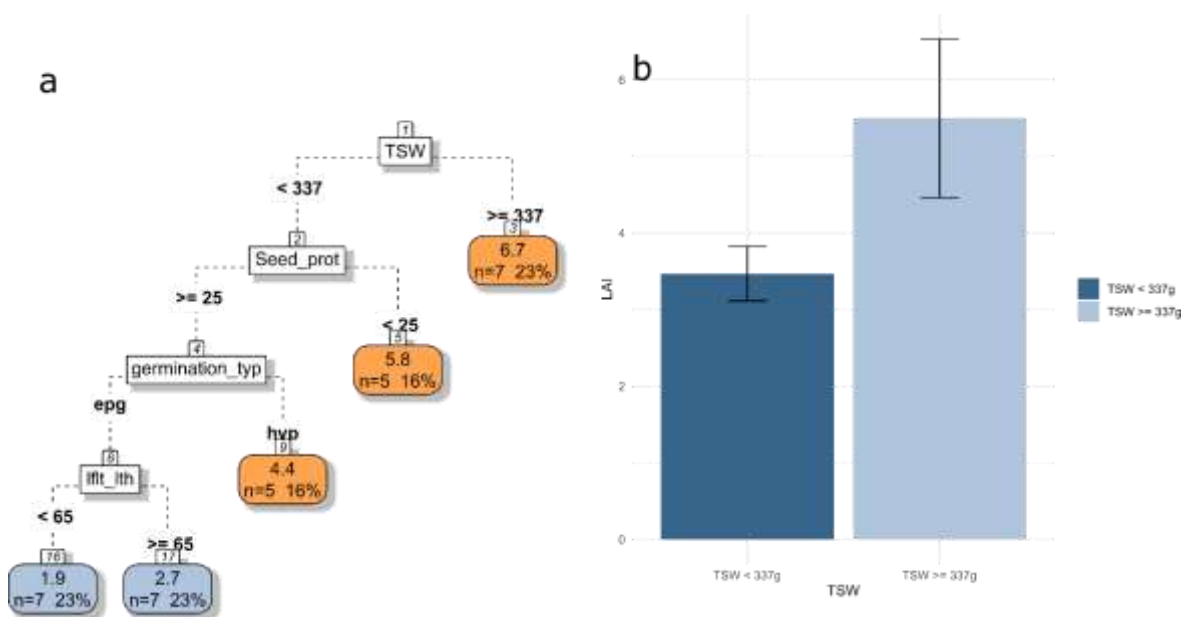 a
1
TSW
< 337
>= 337
2
Seed_prot
3
6.7
n=7 23%
>= 25
< 25
4
germination_typ
5
5.8
n=5 16%
epg
hyp
8
lflt_lth
9
4.4
n=5 16%
< 65
>= 65
16
1.9
n=7 23%
17
2.7
n=7 23%
b
6
4
2
0
LAI
TSW < 337g
TSW >= 337g
TSW
TSW < 337g
TSW >= 337g